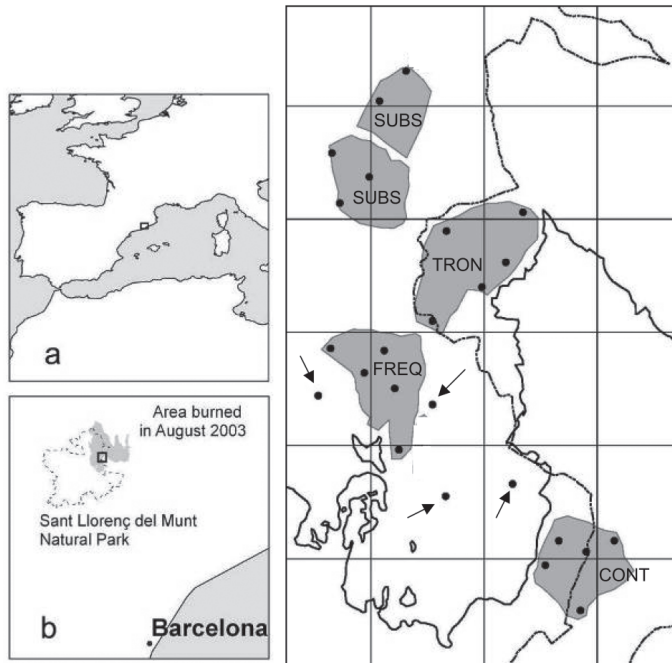 a
Area burned
in August 2003
Sant Llorenç del Munt
Natural Park
b
Barcelona
SUBS
SUBS
TRON
FREQ
CONT